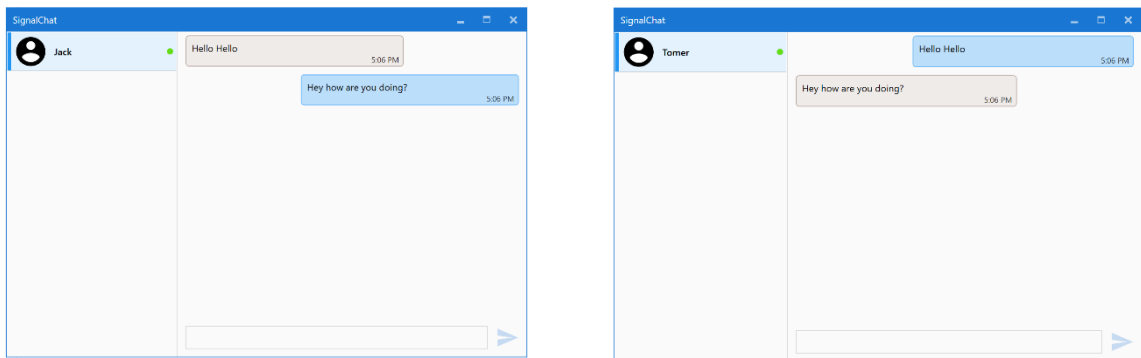 SignalChat
Jack
Hello Hello
5:06 PM
Hey how are you doing?
5:06 PM
SignalChat
Tomer
Hello Hello
5:06 PM
Hey how are you doing?
5:06 PM